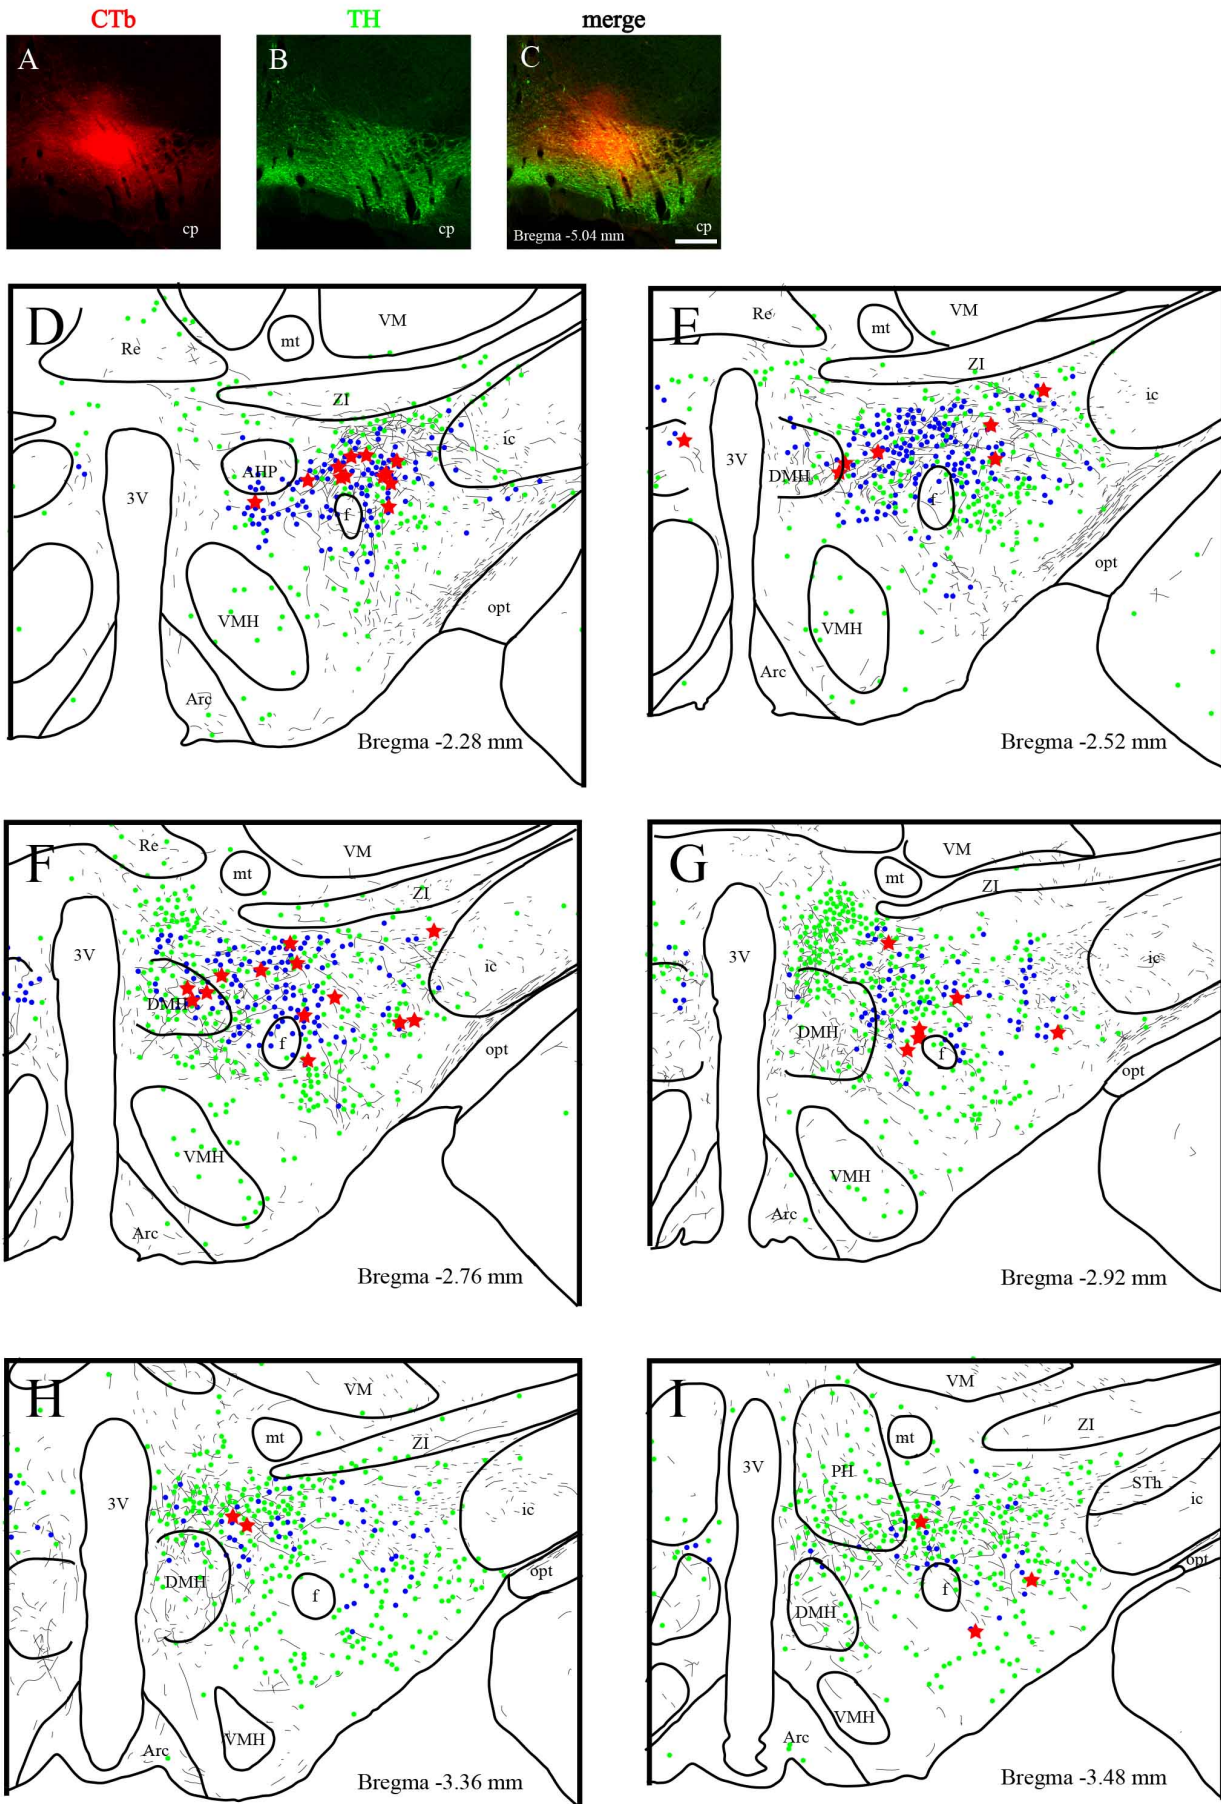 CTb TH merge
A B C
cp cp cp
Bregma -5.04 mm
D
Re mt VM
ZI
ic
AHP
3V
f
opt
VMH
Arc
Bregma -2.28 mm
E
Re mt VM
ZI
ic
3V
DMH
f
opt
VMH
Arc
Bregma -2.52 mm
F
Re
mt VM
ZI
3V
ic
DMH
f
opt
VMH
Arc
Bregma -2.76 mm
G
VM
mt
ZI
3V
ic
DMH
f
opt
VMH
Arc
Bregma -2.92 mm
H
VM
mt
ZI
3V
ic
DMH
f
opt
VMH
Arc
Bregma -3.36 mm
I
VM
mt ZI
3V PH
STh
ic
opt
f
DMH
VMH
Arc
Bregma -3.48 mm